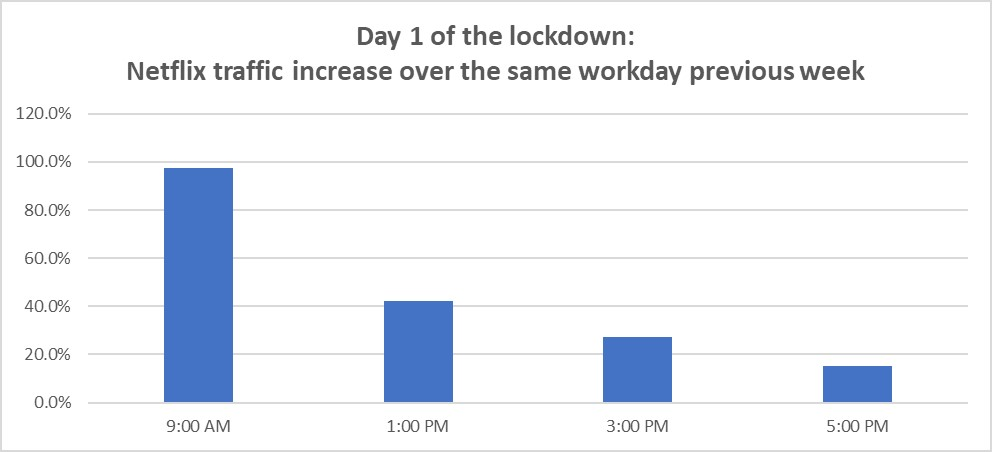 Day 1 of the lockdown:
Netflix traffic increase over the same workday previous week
120.0%
100.0%
80.0%
60.0%
40.0%
20.0%
0.0%
9:00 AM
1:00 PM
3:00 PM
5:00 PM